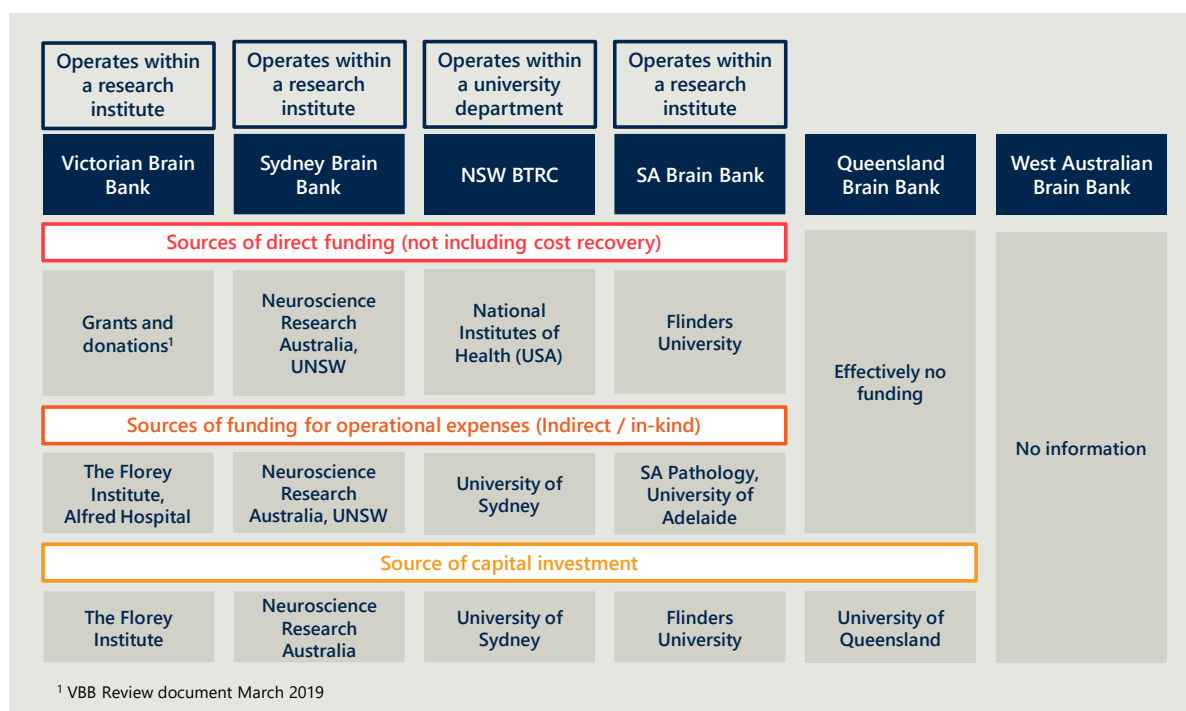 Operates within
a research
institute
Operates within
a research
institute
Operates within
a university
department
Operates within
a research
institute
Victorian Brain
Bank
Sydney Brain
Bank
NSW BTRC
SA Brain Bank
Queensland
Brain Bank
West Australian
Brain Bank
Sources of direct funding (not including cost recovery)
Grants and
donations¹
Neuroscience
Research
Australia,
UNSW
National
Institutes of
Health (USA)
Flinders
University
Effectively no
funding
No information
Sources of funding for operational expenses (Indirect / in-kind)
The Florey
Institute,
Alfred Hospital
Neuroscience
Research
Australia, UNSW
University of
Sydney
SA Pathology,
University of
Adelaide
Source of capital investment
The Florey
Institute
Neuroscience
Research
Australia
University of
Sydney
Flinders
University
University of
Queensland
¹ VBB Review document March 2019